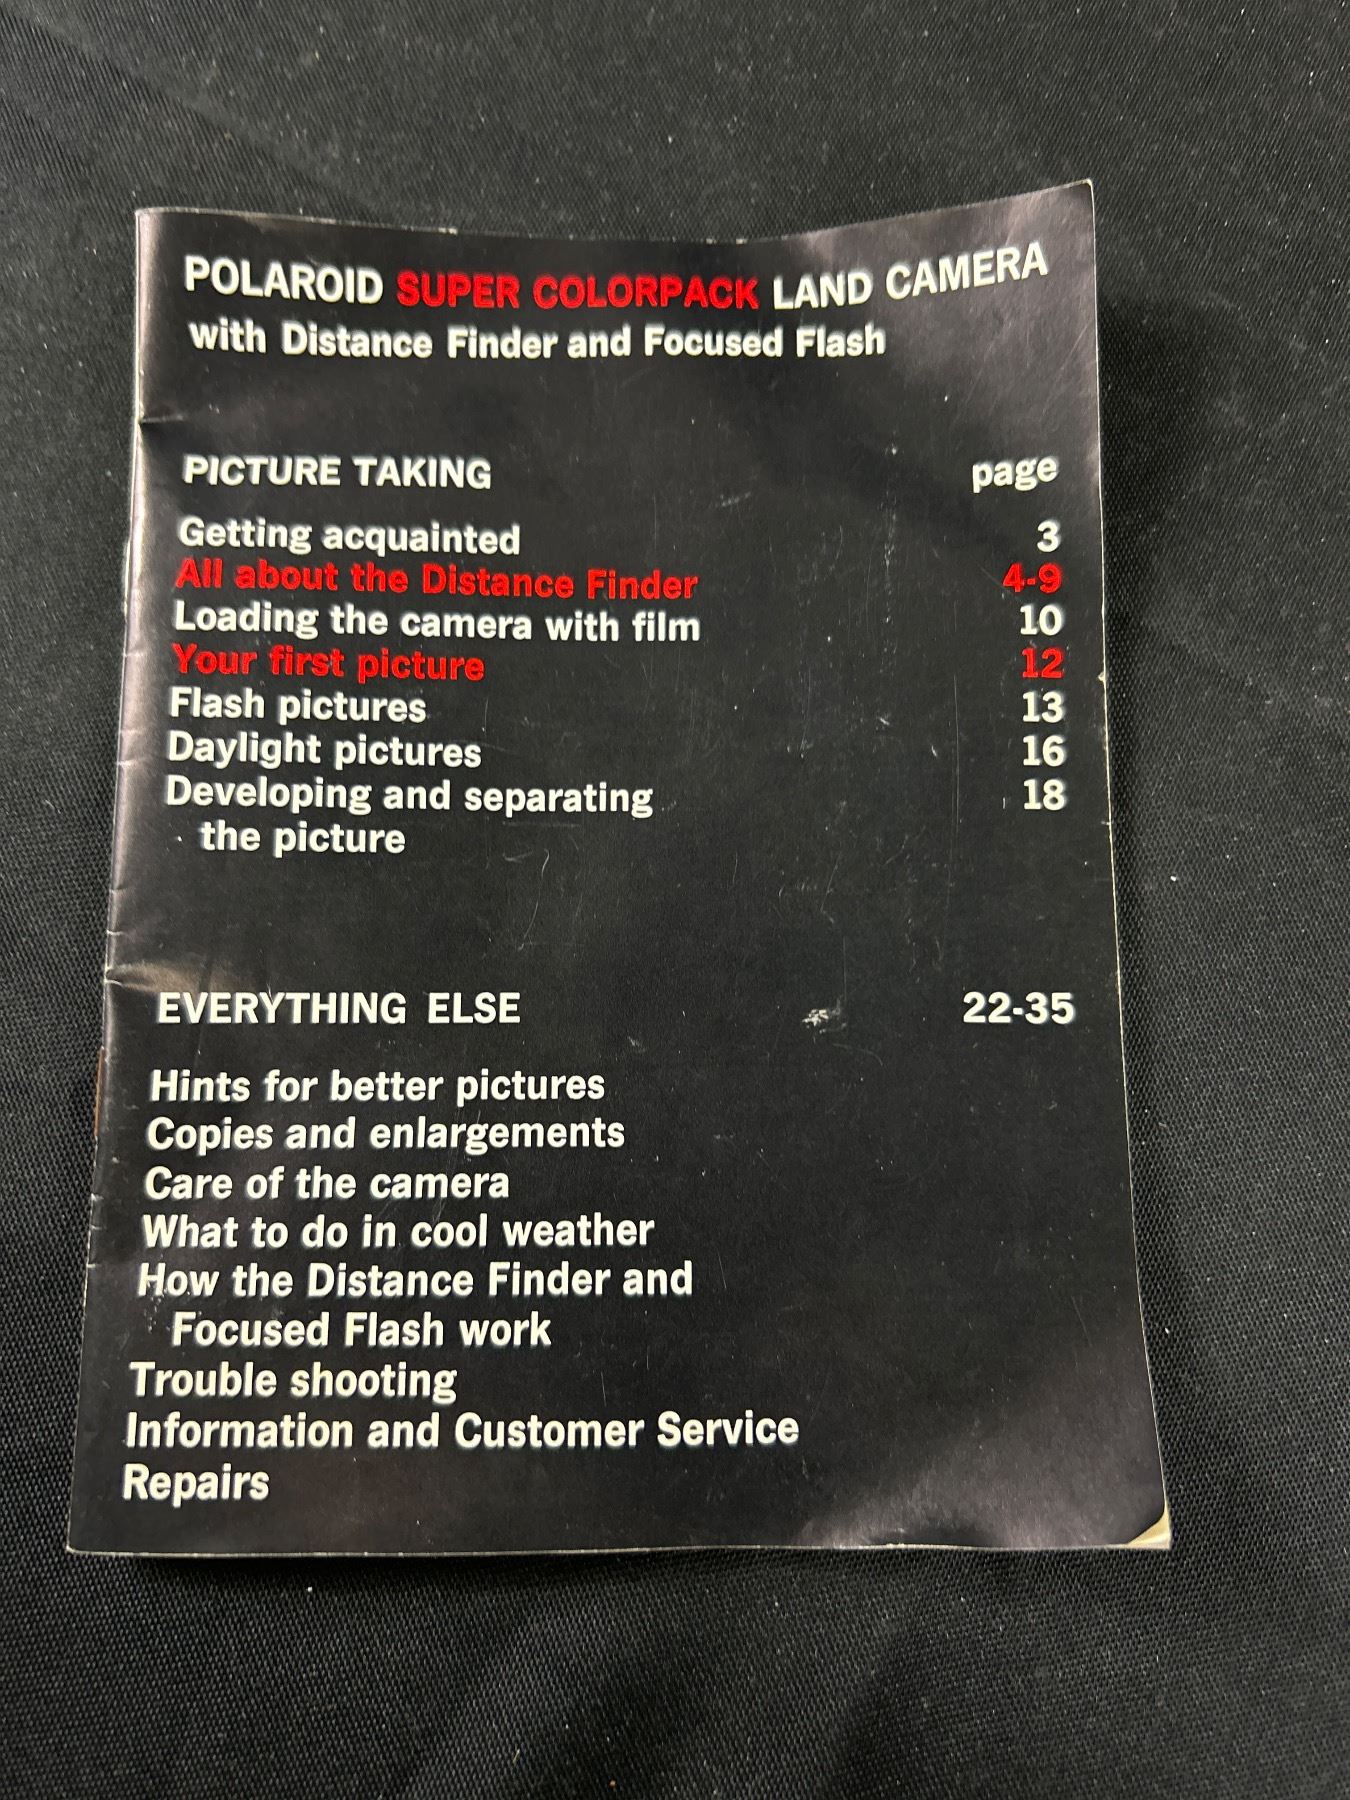 POLAROID SUPER COLORPACK LAND CAMERA
with Distance Finder and Focused Flash
PICTURE TAKING page
Getting acquainted 3
All about the Distance Finder 4-9
Loading the camera with film 10
Your first picture 12
Flash pictures 13
Daylight pictures 16
Developing and separating 18
the picture
EVERYTHING ELSE 22-35
Hints for better pictures
Copies and enlargements
Care of the camera
What to do in cool weather
How the Distance Finder and
Focused Flash work
Trouble shooting
Information and Customer Service
Repairs